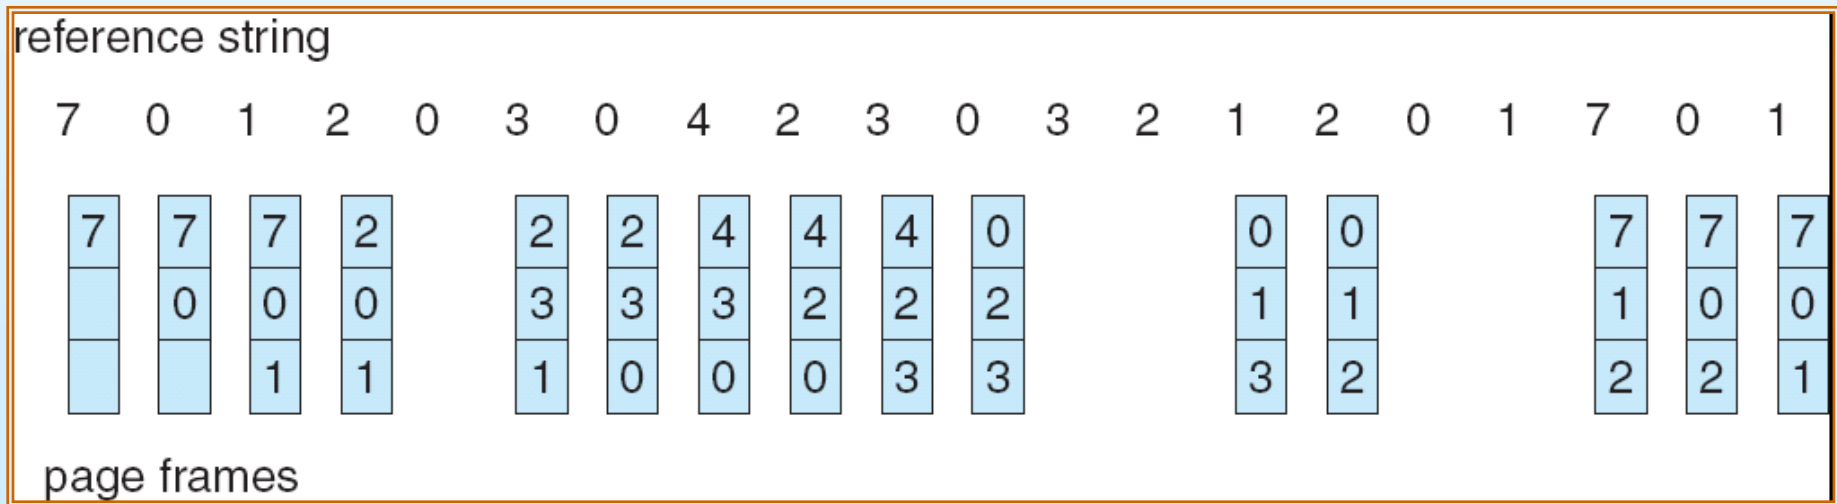 reference string
7 0 1 2 0 3 0 4 2 3 0 3 2 1 2 0 1 7 0 1
7 7 7 2 2 2 4 4 4 0 0 0 7 7 7
0 0 0 3 3 3 2 2 2 1 1 1 0 0
1 1 1 0 0 0 3 3 3 2 2 2 1
page frames